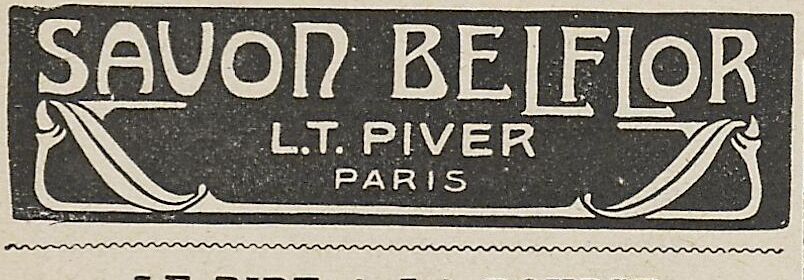 SAVON BELFLOR
L.T. PIVER
PARIS